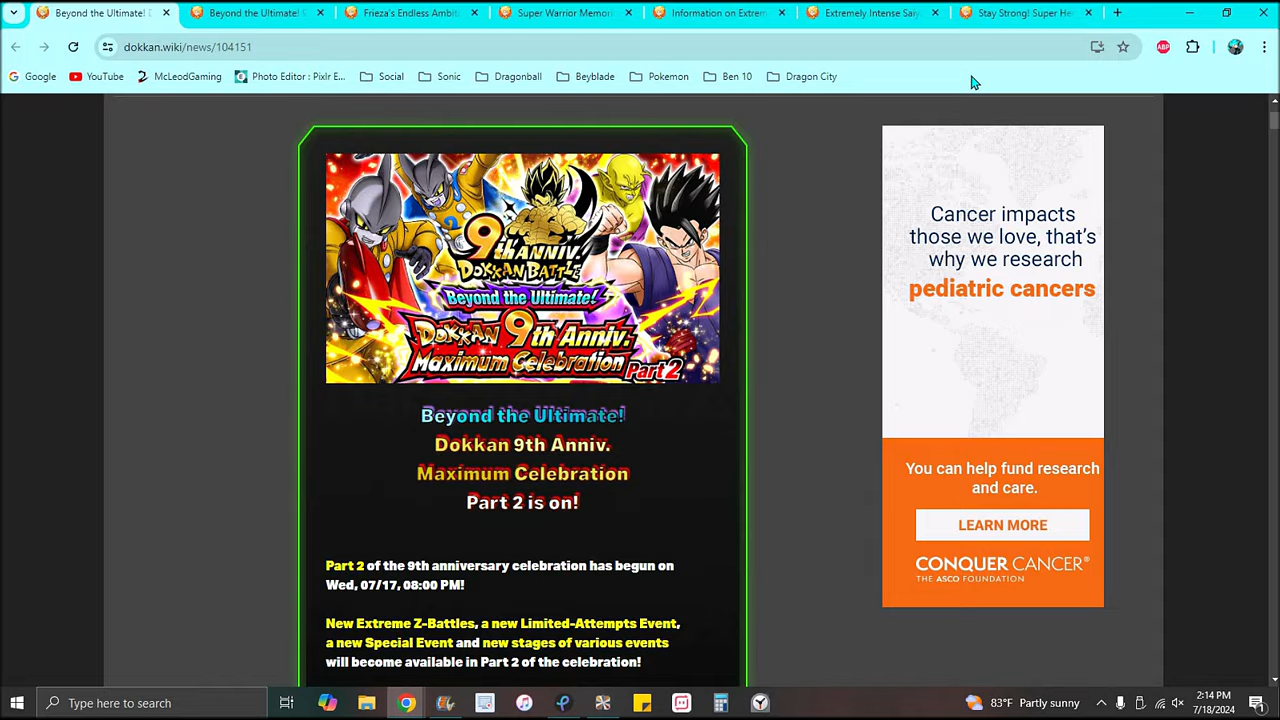 Beyond the Ultimate! D
Beyond the Ultimate! S
Frieza's Endless Ambiti
Super Warrior Memori
Information on Extrem
Extremely Intense Saiy
Stay Strong! Super He
dokkan.wiki/news/104151
ABP
Google
YouTube
McLeodGaming
Photo Editor : Pixlr E...
Social
Sonic
Dragonball
Beyblade
Pokemon
Ben 10
Dragon City
9thANNIV.
DOKKAN BATTLE
Beyond the Ultimate!
DOKKAN 9th Anniv.
Maximum Celebration
Part 2
Beyond the Ultimate!
Dokkan 9th Anniv.
Maximum Celebration
Part 2 is on!
Part 2 of the 9th anniversary celebration has begun on
Wed, 07/17, 08:00 PM!
New Extreme Z-Battles, a new Limited-Attempts Event,
a new Special Event and new stages of various events
will become available in Part 2 of the celebration!
Cancer impacts
those we love, that's
why we research
pediatric cancers
You can help fund research
and care.
LEARN MORE
CONQUER CANCER®
THE ASCO FOUNDATION
Type here to search
83°F Partly sunny
2:14 PM
7/18/2024